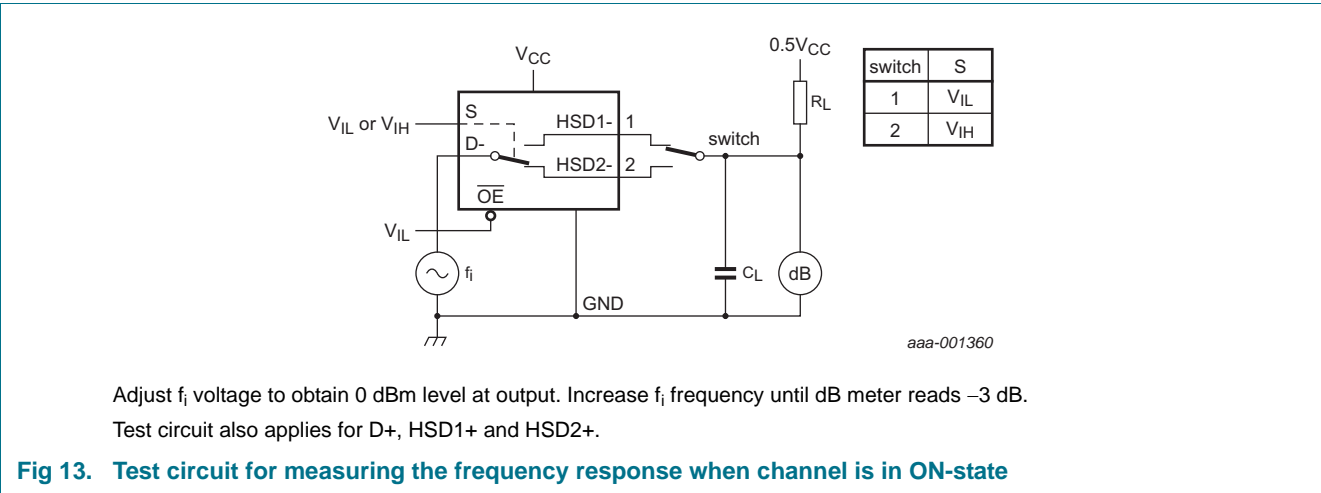 VCC
0.5VCC
switch S
1 VIL
2 VIH
RL
VIL or VIH
S
HSD1- 1
switch
D-
HSD2- 2
OE
VIL
fi
CL
dB
GND
aaa-001360
Adjust fi voltage to obtain 0 dBm level at output. Increase fi frequency until dB meter reads −3 dB.
Test circuit also applies for D+, HSD1+ and HSD2+.
Fig 13. Test circuit for measuring the frequency response when channel is in ON-state